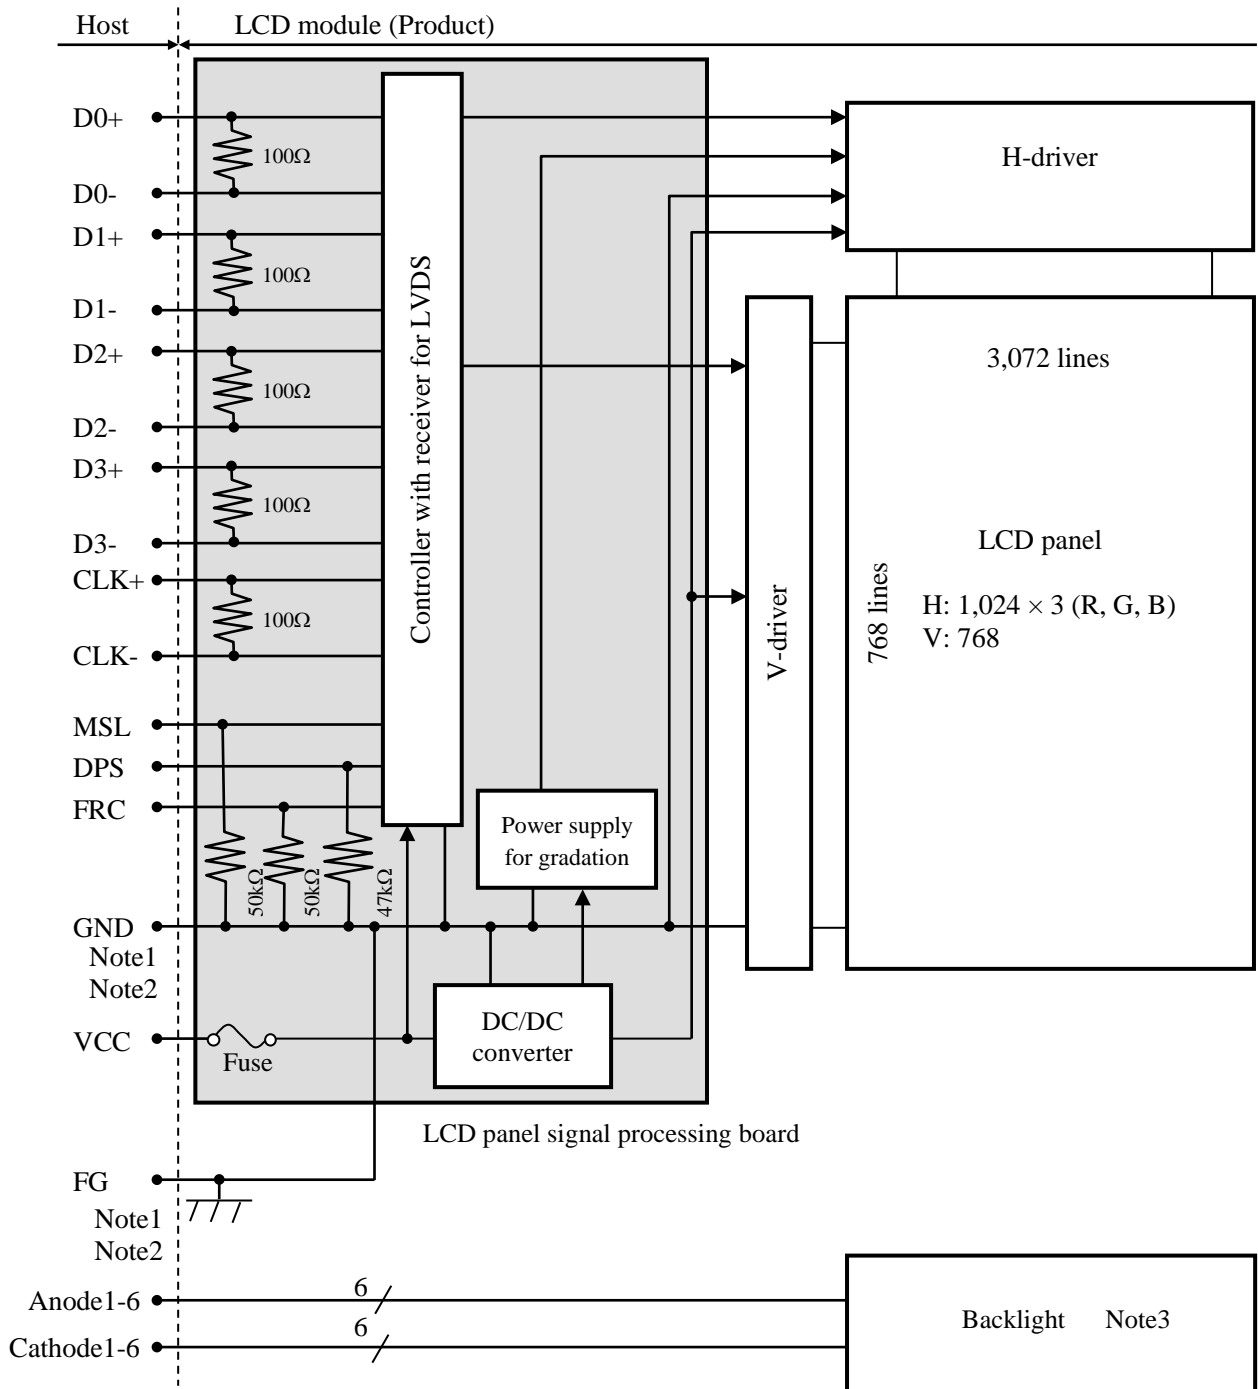 Host
LCD module (Product)
D0+
100Ω
D0-
D1+
100Ω
D1-
D2+
100Ω
D2-
D3+
100Ω
D3-
CLK+
100Ω
CLK-
MSL
DPS
FRC
50kΩ
50kΩ
47kΩ
GND
Note1
Note2
VCC
Fuse
FG
Note1
Note2
Anode1-6
6
Cathode1-6
6
Controller with receiver for LVDS
Power supply
for gradation
DC/DC
converter
LCD panel signal processing board
H-driver
V-driver
3,072 lines
768 lines
LCD panel
H: 1,024 × 3 (R, G, B)
V: 768
Backlight Note3